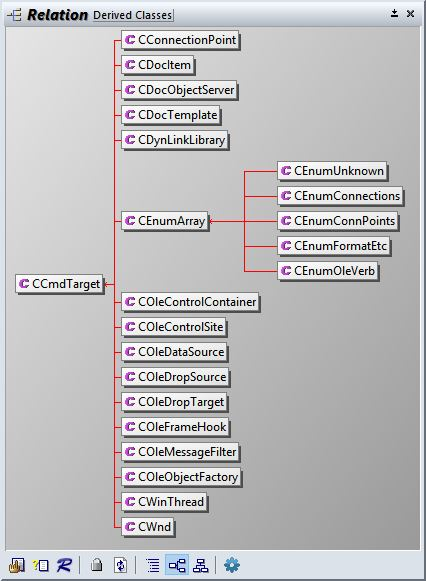 Relation Derived Classes
CConnectionPoint
CDocItem
CDocObjectServer
CDocTemplate
CDynLinkLibrary
CEnumUnknown
CEnumConnections
CEnumArray
CEnumConnPoints
CEnumFormatEtc
CEnumOleVerb
CCmdTarget
COleControlContainer
COleControlSite
COleDataSource
COleDropSource
COleDropTarget
COleFrameHook
COleMessageFilter
COleObjectFactory
CWinThread
CWnd